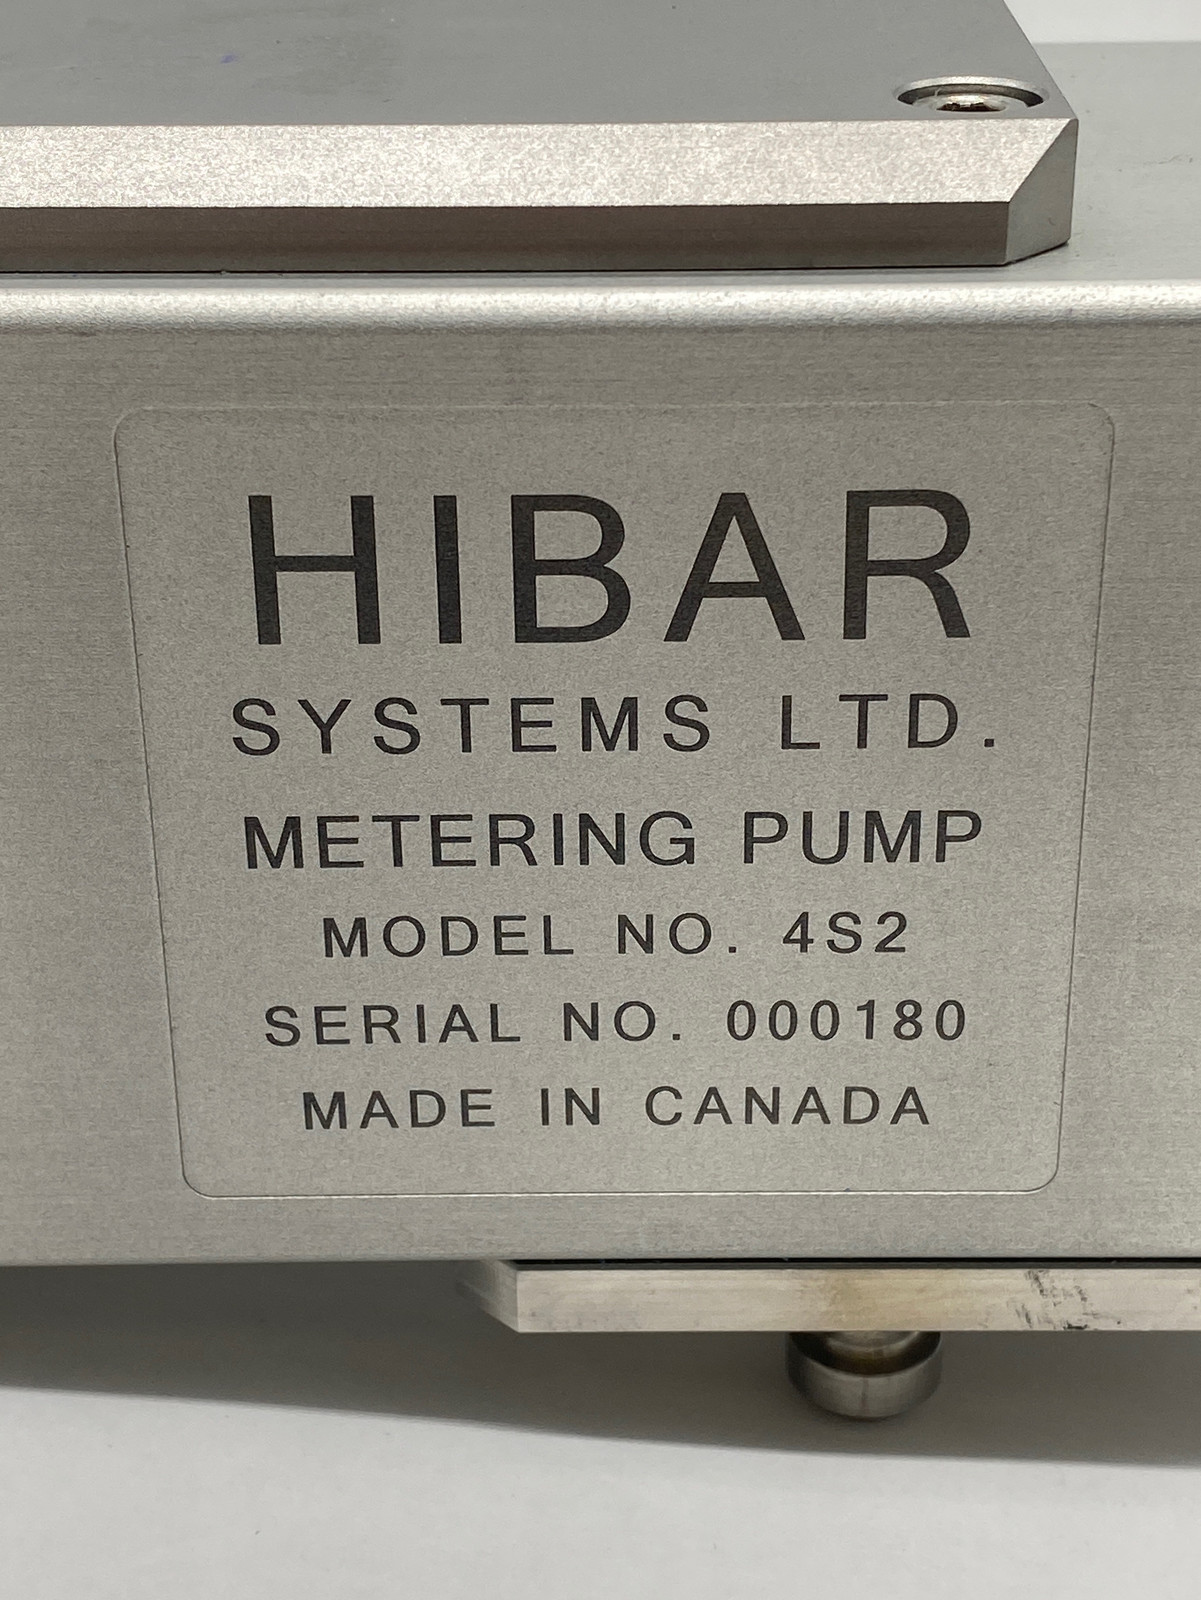 HIBAR
SYSTEMS LTD.
METERING PUMP
MODEL NO. 4S2
SERIAL NO. 000180
MADE IN CANADA